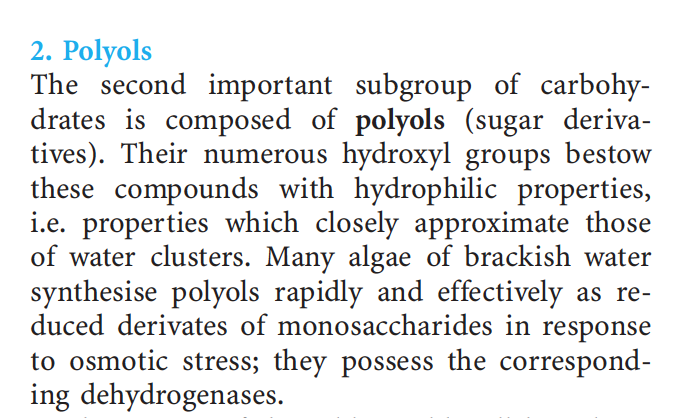 2. Polyols
The second important subgroup of carbohy-
drates is composed of polyols (sugar deriva-
tives). Their numerous hydroxyl groups bestow
these compounds with hydrophilic properties,
i.e. properties which closely approximate those
of water clusters. Many algae of brackish water
synthesise polyols rapidly and effectively as re-
duced derivates of monosaccharides in response
to osmotic stress; they possess the correspond-
ing dehydrogenases.